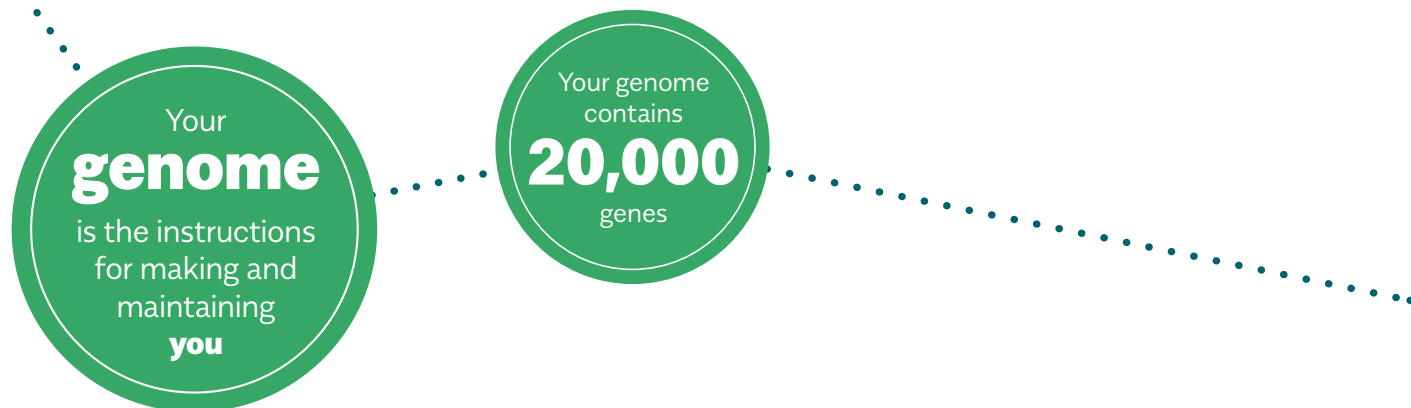 Your
genome
is the instructions
for making and
maintaining
you
Your genome
contains
20,000
genes